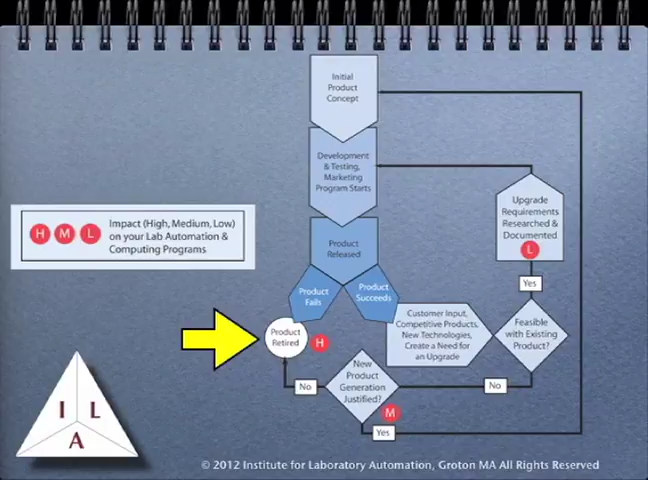 Initial
Product
Concept
Development
& Testing,
Marketing
Program Starts
Product
Released
Product
Fails
Product
Succeeds
Product
Retired
H
Customer Input,
Competitive Products,
New Technologies,
Create a Need for
an Upgrade
Feasible
with Existing
Product?
Yes
Upgrade
Requirements
Researched &
Documented
L
No
New
Product
Generation
Justified?
M
No
Yes
H M L
Impact (High, Medium, Low)
on your Lab Automation &
Computing Programs
I L
A
© 2012 Institute for Laboratory Automation, Groton MA All Rights Reserved